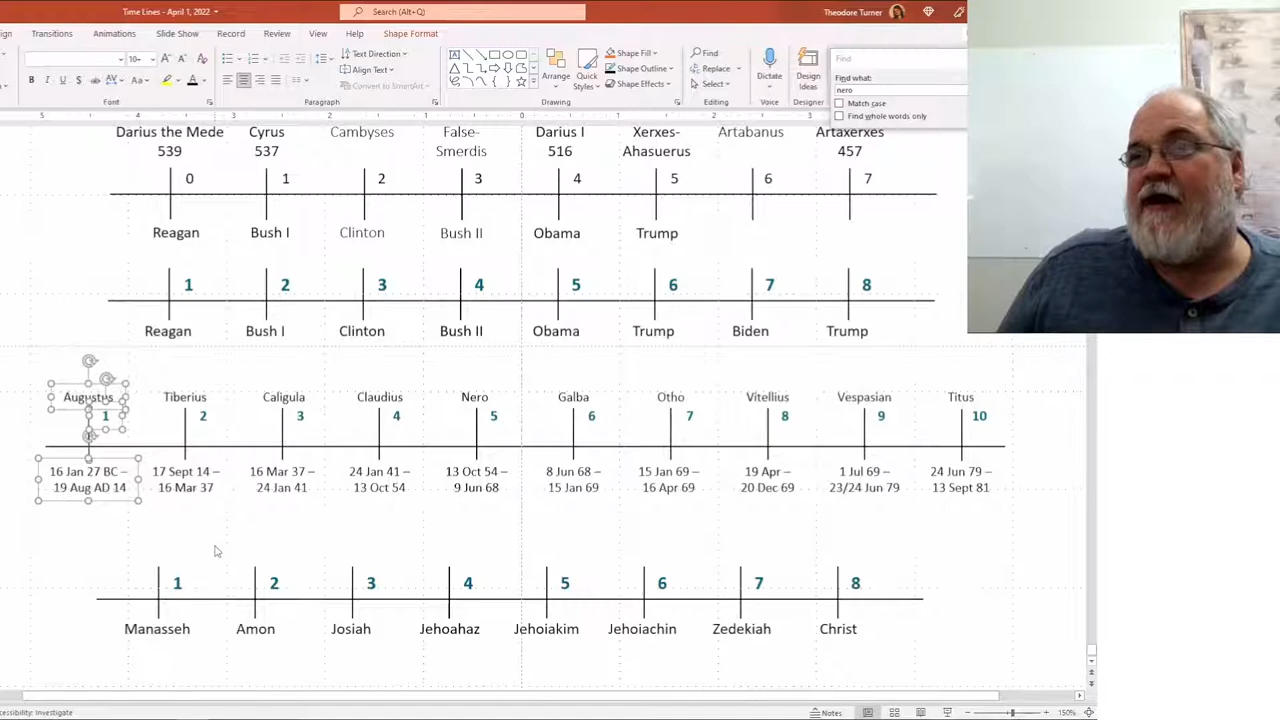 Time Lines - April 1, 2022
Search (Alt+Q)
Theodore Turner
Transitions Animations Slide Show Record Review View Help Shape Format
10
Text Direction
Align Text
Convert to SmartArt
B I U S ab AV Aa A
Font
Paragraph
Arrange
Quick Styles
Shape Fill
Shape Outline
Shape Effects
Drawing
Find
Replace
Select
Editing
Dictate
Voice
Design Ideas
Designer
Find
Find what:
nero
Match case
Find whole words only
Darius the Mede Cyrus Cambyses False- Darius I Xerxes- Artabanus Artaxerxes
539 537 Smerdis 516 Ahasuerus 457
0 1 2 3 4 5 6 7
Reagan Bush I Clinton Bush II Obama Trump
1 2 3 4 5 6 7 8
Reagan Bush I Clinton Bush II Obama Trump Biden Trump
Augustus Tiberius Caligula Claudius Nero Galba Otho Vitellius Vespasian Titus
1 2 3 4 5 6 7 8 9 10
16 Jan 27 BC – 17 Sept 14 – 16 Mar 37 – 24 Jan 41 – 13 Oct 54 – 8 Jun 68 – 15 Jan 69 – 19 Apr – 1 Jul 69 – 24 Jun 79 –
19 Aug AD 14 16 Mar 37 24 Jan 41 13 Oct 54 9 Jun 68 15 Jan 69 16 Apr 69 20 Dec 69 23/24 Jun 79 13 Sept 81
1 2 3 4 5 6 7 8
Manasseh Amon Josiah Jehoahaz Jehoiakim Jehoiachin Zedekiah Christ
ccessibility: Investigate
Notes
150%